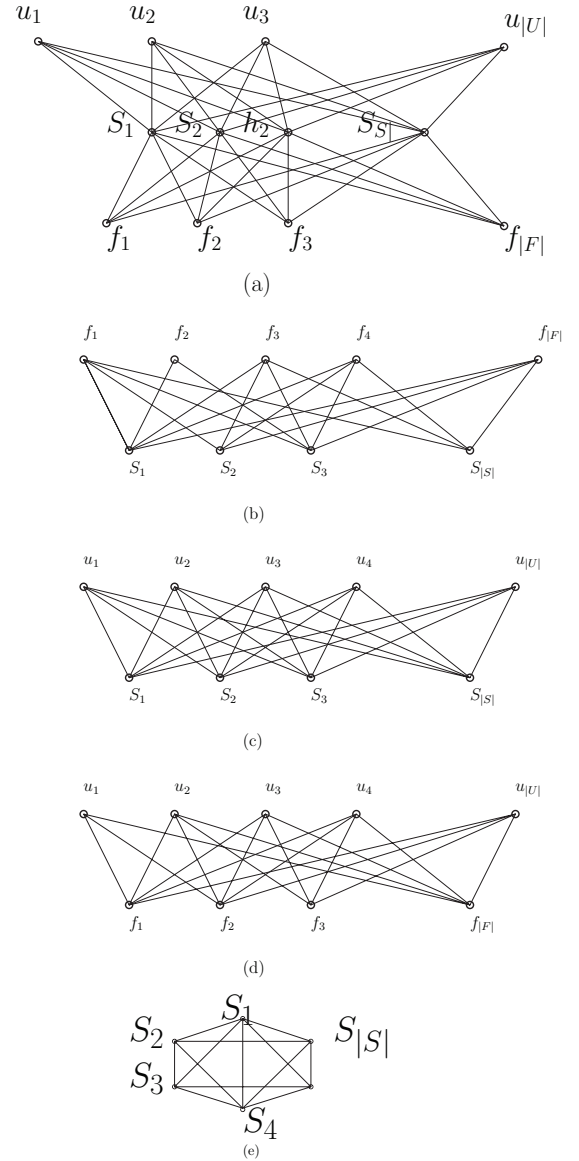 u₁ u₂ u₃ u|U|
S₁ S₂ h₂ S_S|
f₁ f₂ f₃ f|F|
(a)
f₁ f₂ f₃ f₄ f|F|
S₁ S₂ S₃ S|S|
(b)
u₁ u₂ u₃ u₄ u|U|
S₁ S₂ S₃ S|S|
(c)
u₁ u₂ u₃ u₄ u|U|
f₁ f₂ f₃ f|F|
(d)
S₁
S₂ S|S|
S₃
S₄
(e)